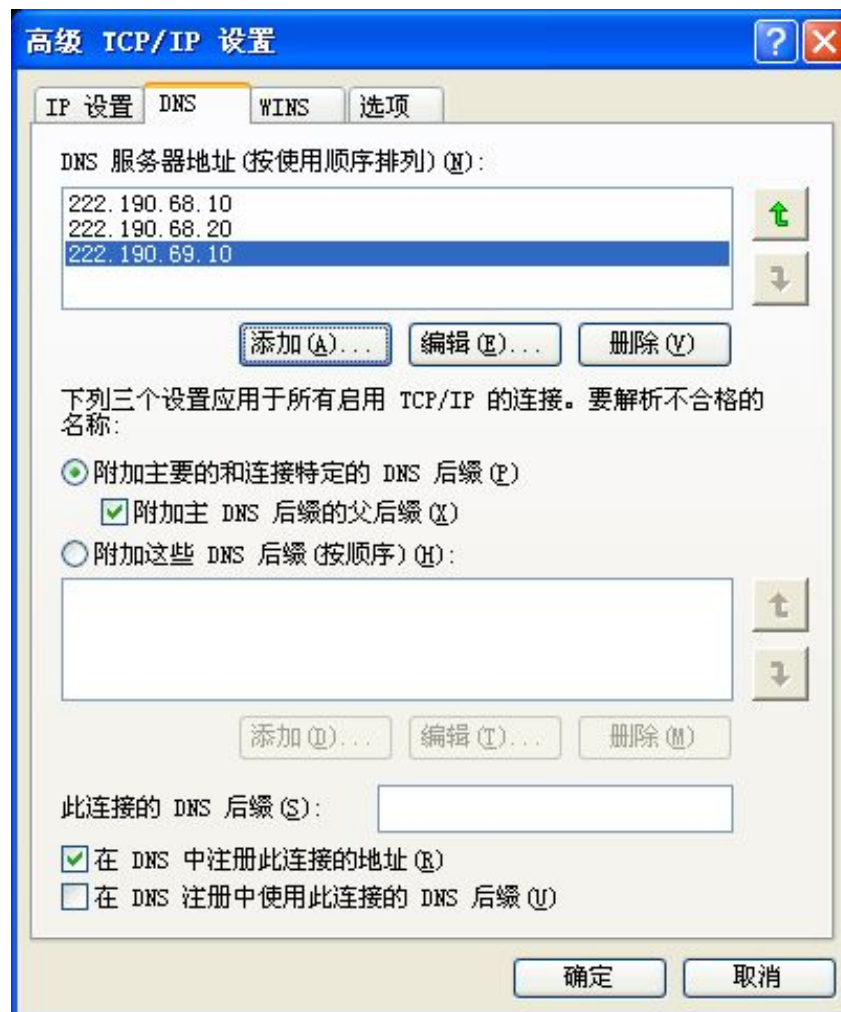 高级 TCP/IP 设置
IP 设置 DNS WINS 选项
DNS 服务器地址(按使用顺序排列)(N):
222.190.68.10
222.190.68.20
222.190.69.10
添加(A)... 编辑(E)... 删除(V)
下列三个设置应用于所有启用 TCP/IP 的连接。要解析不合格的
名称:
附加主要的和连接特定的 DNS 后缀(P)
附加主 DNS 后缀的父后缀(X)
附加这些 DNS 后缀(按顺序)(H):
添加(D)... 编辑(T)... 删除(M)
此连接的 DNS 后缀(S):
在 DNS 中注册此连接的地址(R)
在 DNS 注册中使用此连接的 DNS 后缀(U)
确定 取消